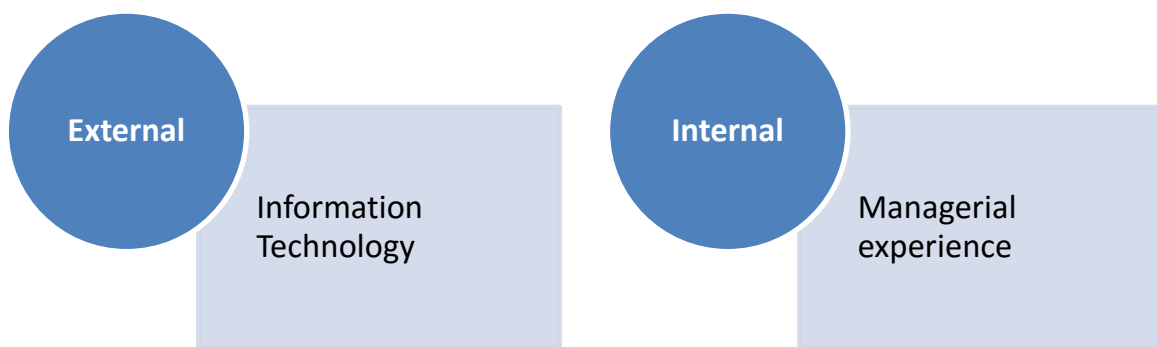 External
Information
Technology
Internal
Managerial
experience